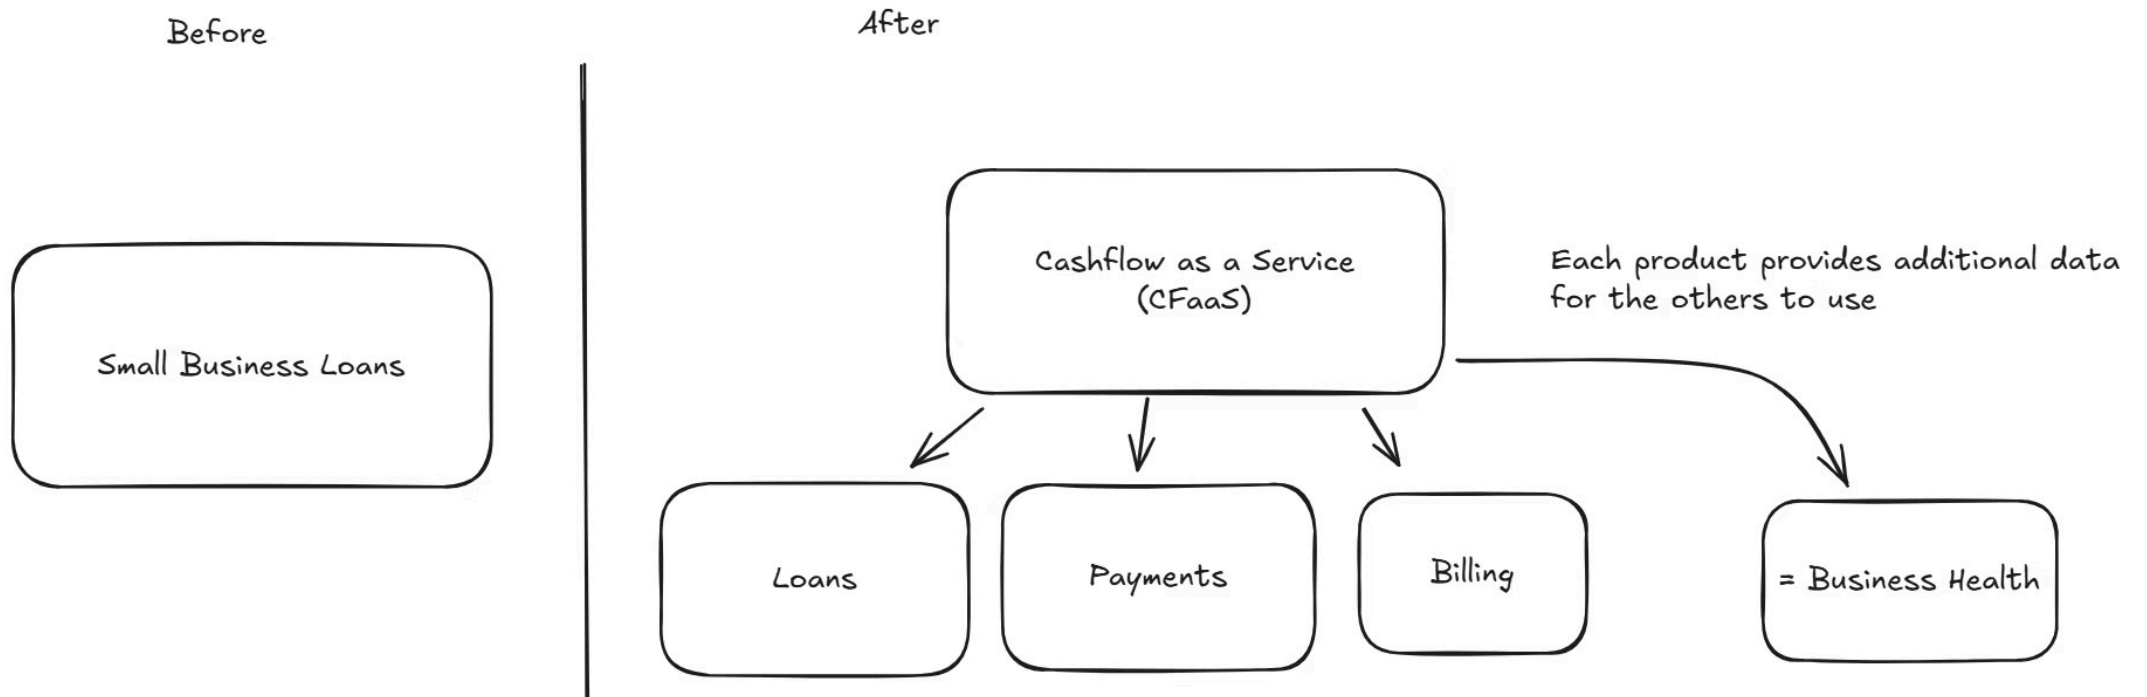 Before
After
Small Business Loans
Cashflow as a Service
(CFaaS)
Each product provides additional data
for the others to use
Loans
Payments
Billing
= Business Health